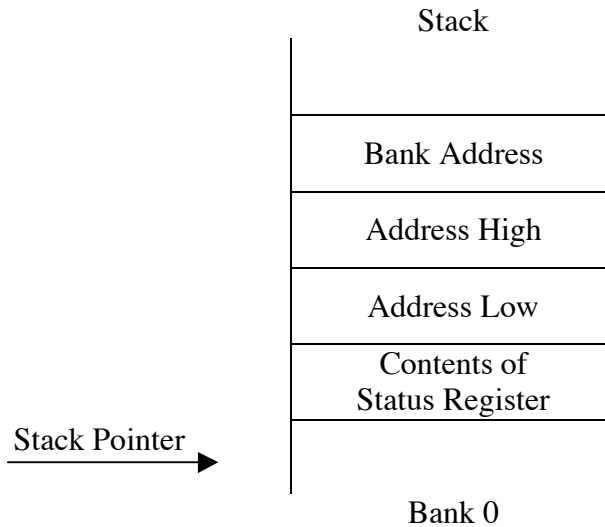 Stack
Bank Address
Address High
Address Low
Contents of
Status Register
Stack Pointer
Bank 0